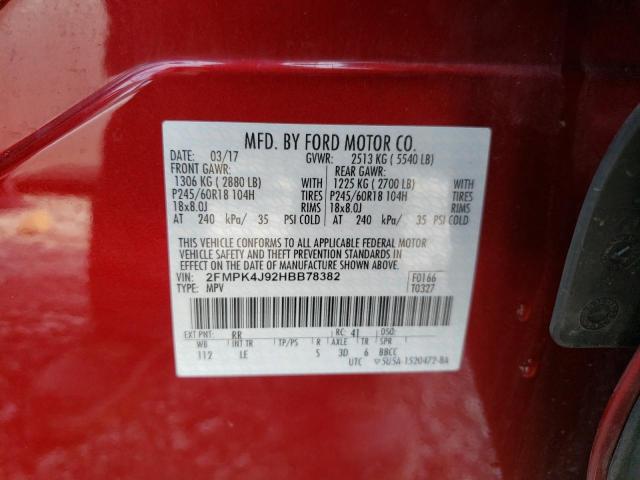 MFD. BY FORD MOTOR CO.
DATE: 03/17 GVWR: 2513 KG ( 5540 LB)
FRONT GAWR: REAR GAWR:
1306 KG ( 2880 LB) WITH 1225 KG ( 2700 LB) WITH
P245/60R18 104H TIRES P245/60R18 104H TIRES
18x8.0J RIMS 18x8.0J RIMS
AT 240 kPa/ 35 PSI COLD AT 240 kPa/ 35 PSI COLD
THIS VEHICLE CONFORMS TO ALL APPLICABLE FEDERAL MOTOR
VEHICLE SAFETY AND THEFT PREVENTION STANDARDS IN
EFFECT ON THE DATE OF MANUFACTURE SHOWN ABOVE.
VIN: 2FMPK4J92HBB78382 F0166
TYPE: MPV T0327
EXT PNT: RR RC: 41 DSO:
WB INT TR TP/PS R AXLE TR SPR
112 LE 5 3D 6 BBCC
UTC 5U5A-1520472-BA